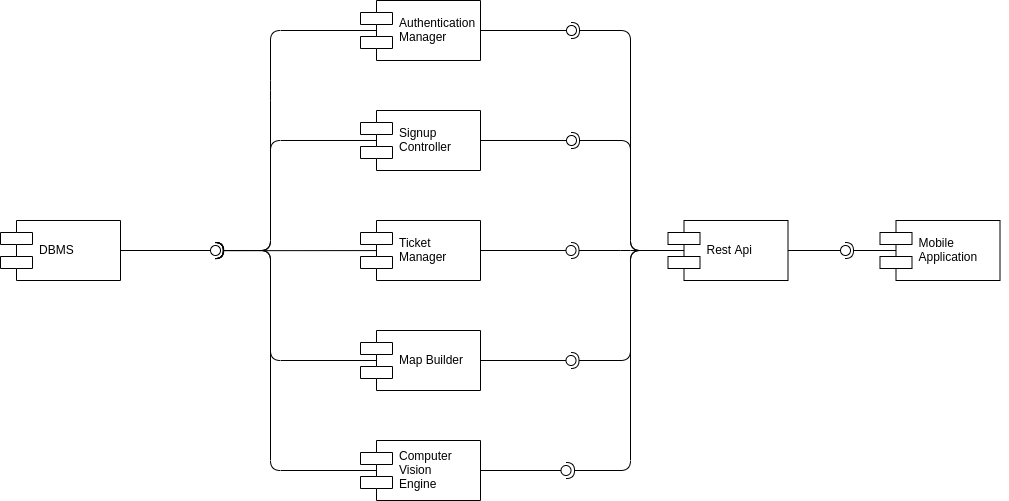 Authentication
Manager
Signup
Controller
DBMS
Ticket
Manager
Rest Api
Mobile
Application
Map Builder
Computer
Vision
Engine